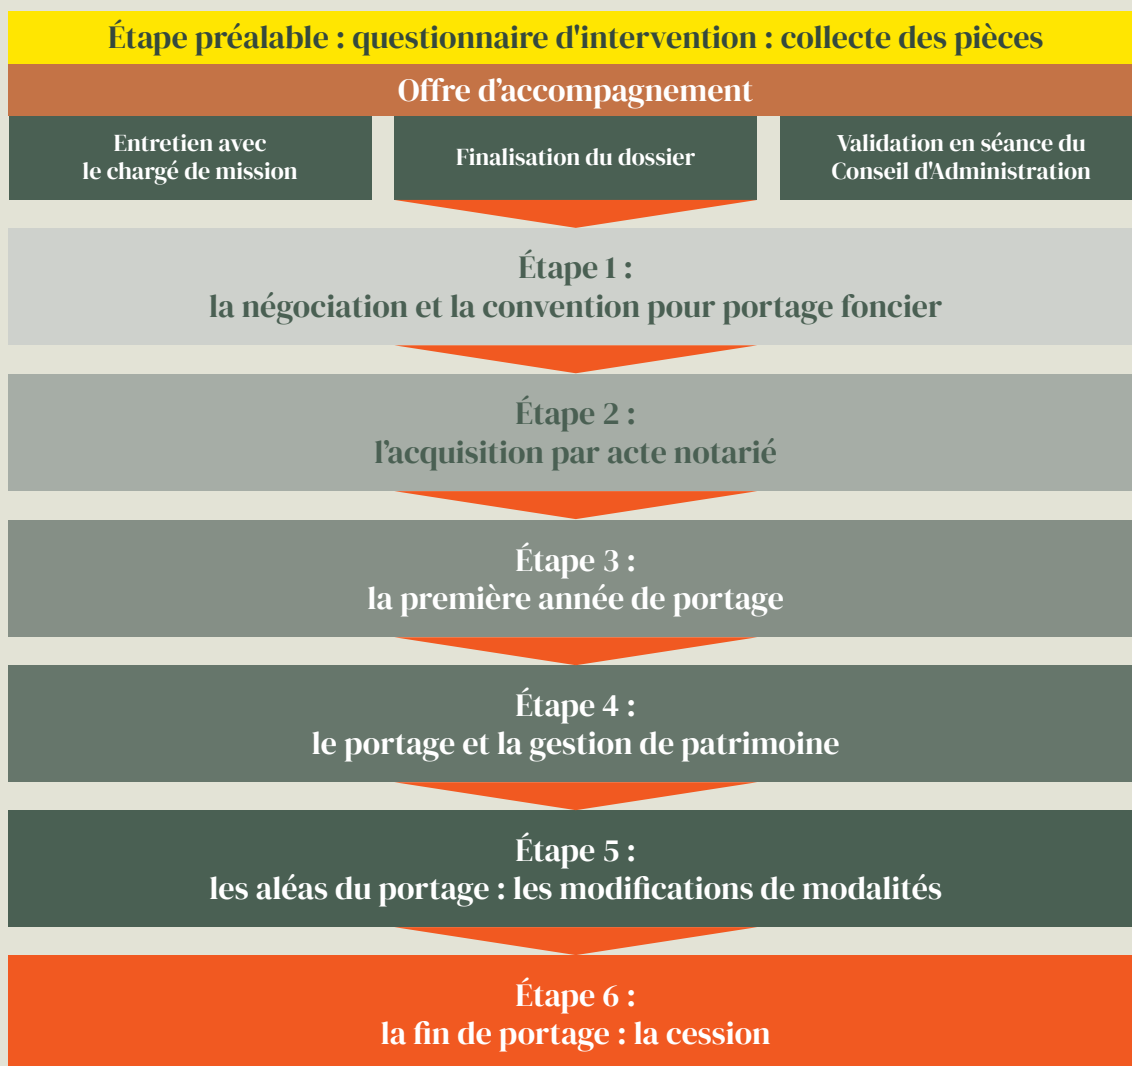 Étape préalable : questionnaire d'intervention : collecte des pièces
Offre d’accompagnement
Entretien avec
le chargé de mission
Finalisation du dossier
Validation en séance du
Conseil d'Administration
Étape 1 :
la négociation et la convention pour portage foncier
Étape 2 :
l’acquisition par acte notarié
Étape 3 :
la première année de portage
Étape 4 :
le portage et la gestion de patrimoine
Étape 5 :
les aléas du portage : les modifications de modalités
Étape 6 :
la fin de portage : la cession